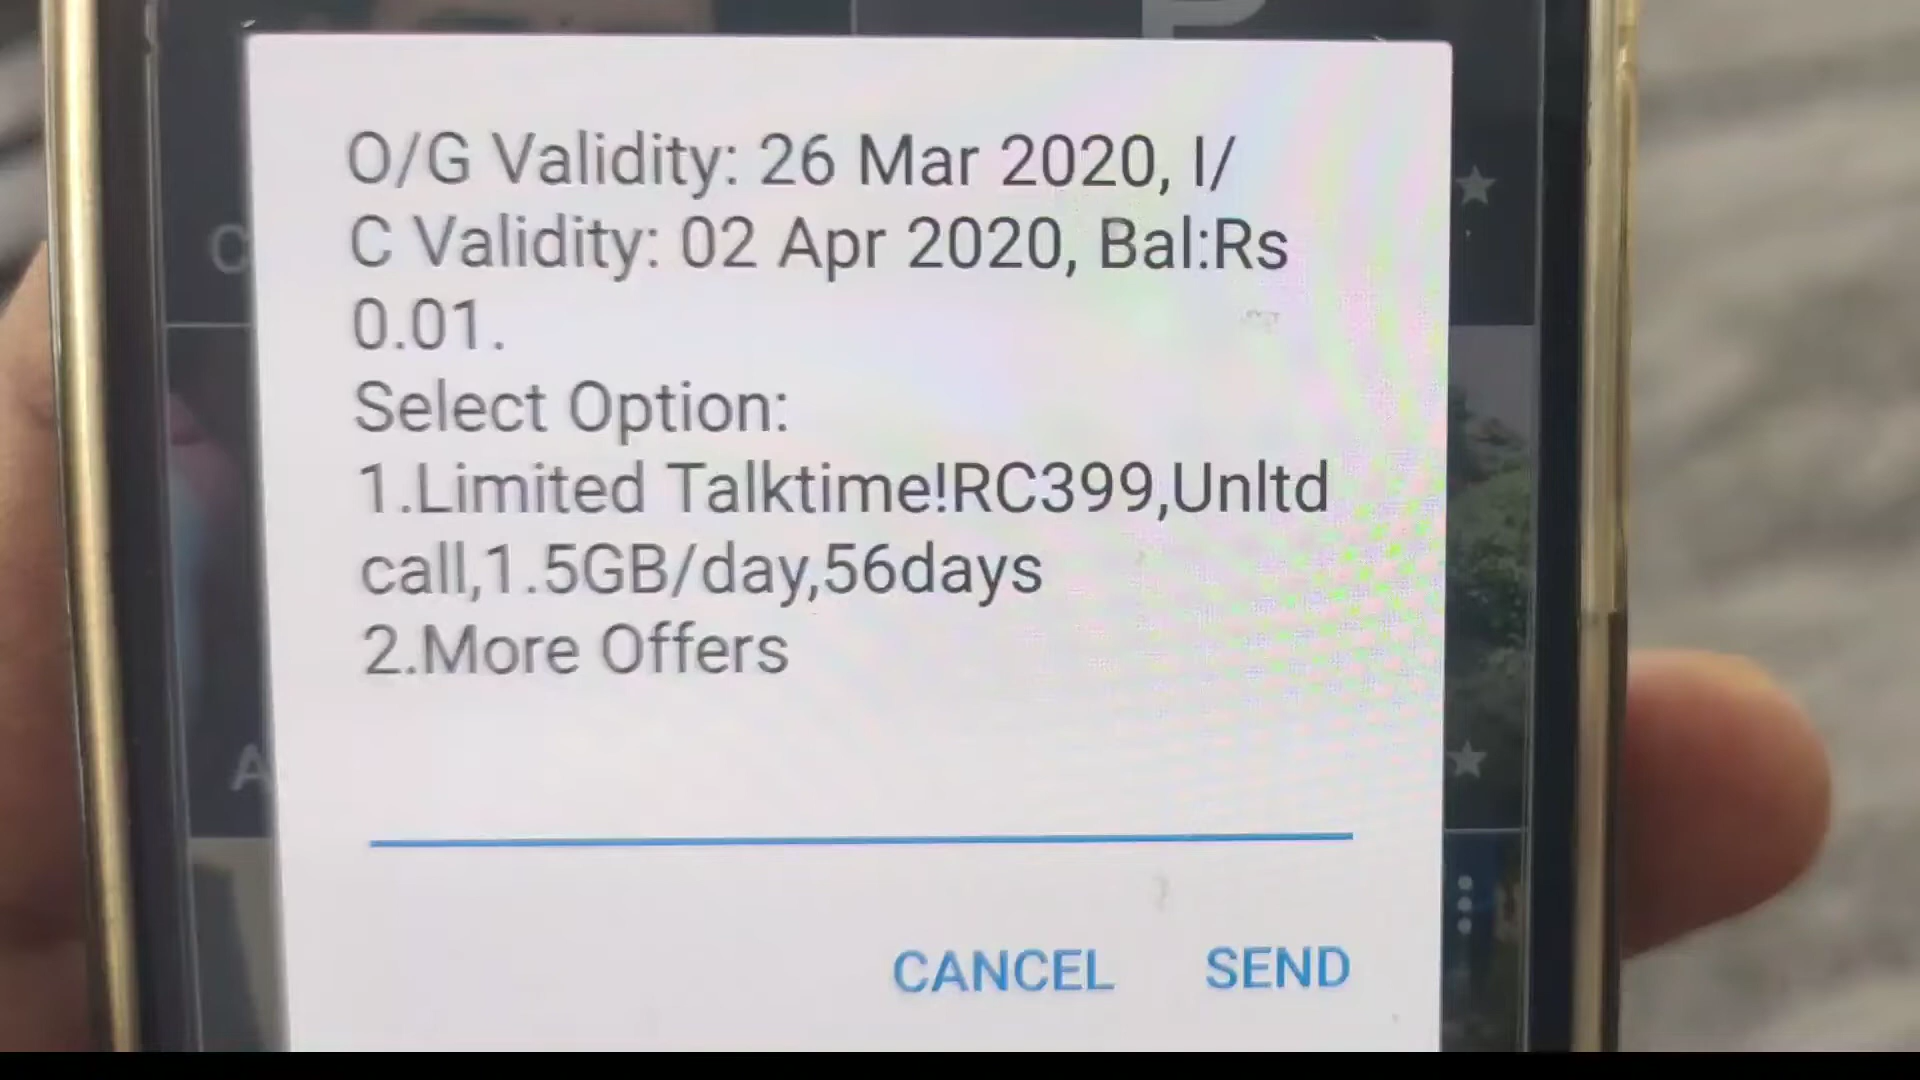 O/G Validity: 26 Mar 2020, I/
C Validity: 02 Apr 2020, Bal:Rs
0.01.
Select Option:
1.Limited Talktime!RC399,Unltd
call,1.5GB/day,56days
2.More Offers
CANCEL SEND